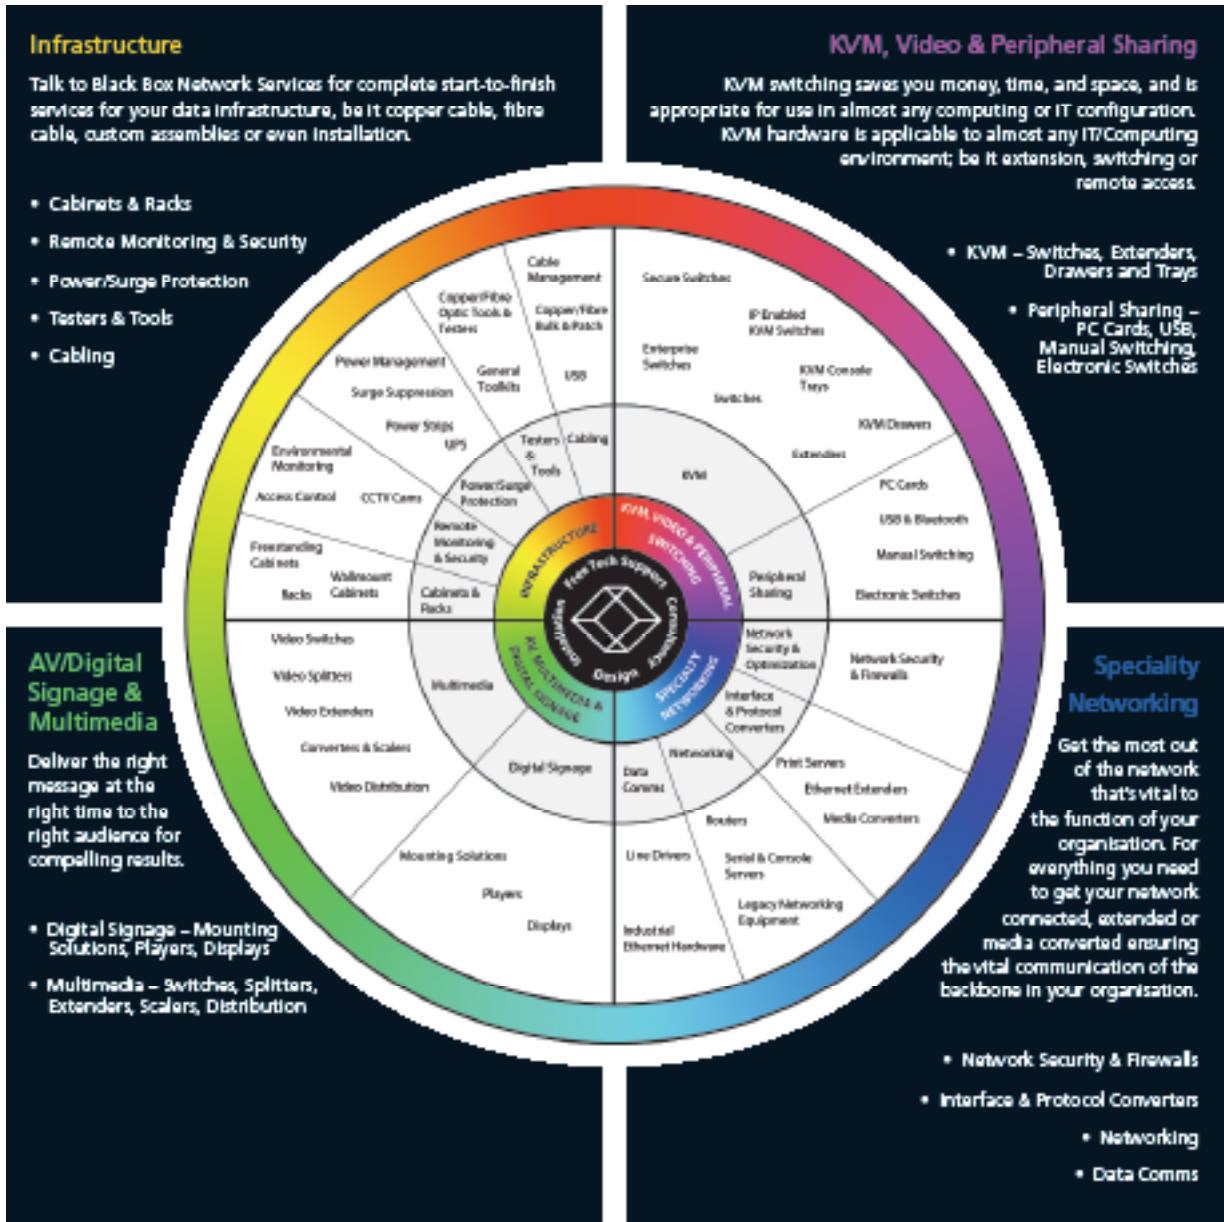 Infrastructure
Talk to Black Box Network Services for complete start-to-finish
services for your data infrastructure, be it copper cable, fibre
cable, custom assemblies or even installation.
• Cabinets & Racks
• Remote Monitoring & Security
• Power/Surge Protection
• Testers & Tools
• Cabling
KVM, Video & Peripheral Sharing
KVM switching saves you money, time, and space, and is
appropriate for use in almost any computing or IT configuration.
KVM hardware is applicable to almost any IT/Computing
environment; be it extension, switching or
remote access.
• KVM – Switches, Extenders,
Drawers and Trays
• Peripheral Sharing –
PC Cards, USB,
Manual Switching,
Electronic Switches
Cable
Management
Copper/Fibre
Bulk & Patch
USB
Copper/Fibre
Optic Tools &
Testers
General
Toolkits
Power Management
Surge Suppression
Power Strips
UPS
Environmental
Monitoring
Access Control
CCTV Cams
Freestanding
Cabinets
Wallmount
Cabinets
Racks
Secure Switches
IP Enabled
KVM Switches
Enterprise
Switches
KVM Console
Trays
Switches
KVM Drawers
Extenders
PC Cards
USB & Bluetooth
Manual Switching
Electronic Switches
Cabling
Testers
&
Tools
Power/Surge
Protection
Remote
Monitoring
& Security
Cabinets &
Racks
KVM
Peripheral
Sharing
INFRASTRUCTURE
KVM, VIDEO & PERIPHERAL
SWITCHING
Free Tech Support
Consultancy
Design
Installation
AV, MULTIMEDIA &
DIGITAL SIGNAGE
SPECIALTY
NETWORKING
Multimedia
Digital Signage
Network
Security &
Optimization
Interface
& Protocol
Converters
Networking
Data
Comms
Video Switches
Video Splitters
Video Extenders
Converters & Scalers
Video Distribution
Mounting Solutions
Players
Displays
Network Security
& Firewalls
Print Servers
Ethernet Extenders
Media Converters
Routers
Serial & Console
Servers
Legacy Networking
Equipment
Line Drivers
Industrial
Ethernet Hardware
AV/Digital
Signage &
Multimedia
Deliver the right
message at the
right time to the
right audience for
compelling results.
• Digital Signage – Mounting
Solutions, Players, Displays
• Multimedia – Switches, Splitters,
Extenders, Scalers, Distribution
Speciality
Networking
Get the most out
of the network
that's vital to
the function of your
organisation. For
everything you need
to get your network
connected, extended or
media converted ensuring
the vital communication of the
backbone in your organisation.
• Network Security & Firewalls
• Interface & Protocol Converters
• Networking
• Data Comms